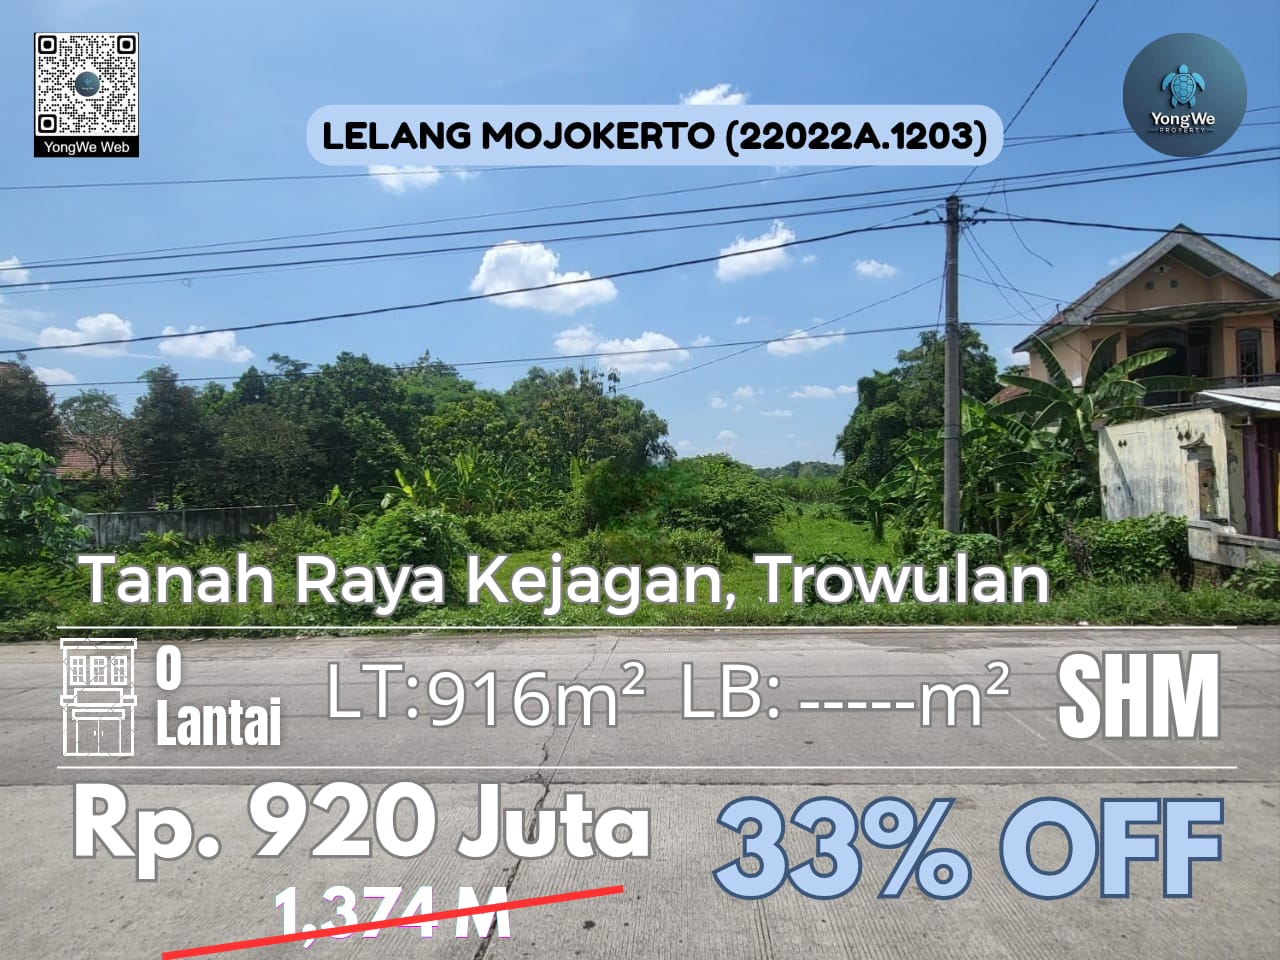 YongWe Web
YongWe
PROPERTY
LELANG MOJOKERTO (22022A.1203)
Tanah Raya Kejagan, Trowulan
0
Lantai
LT:916m² LB: -----m² SHM
Rp. 920 Juta
33% OFF
1,374 M